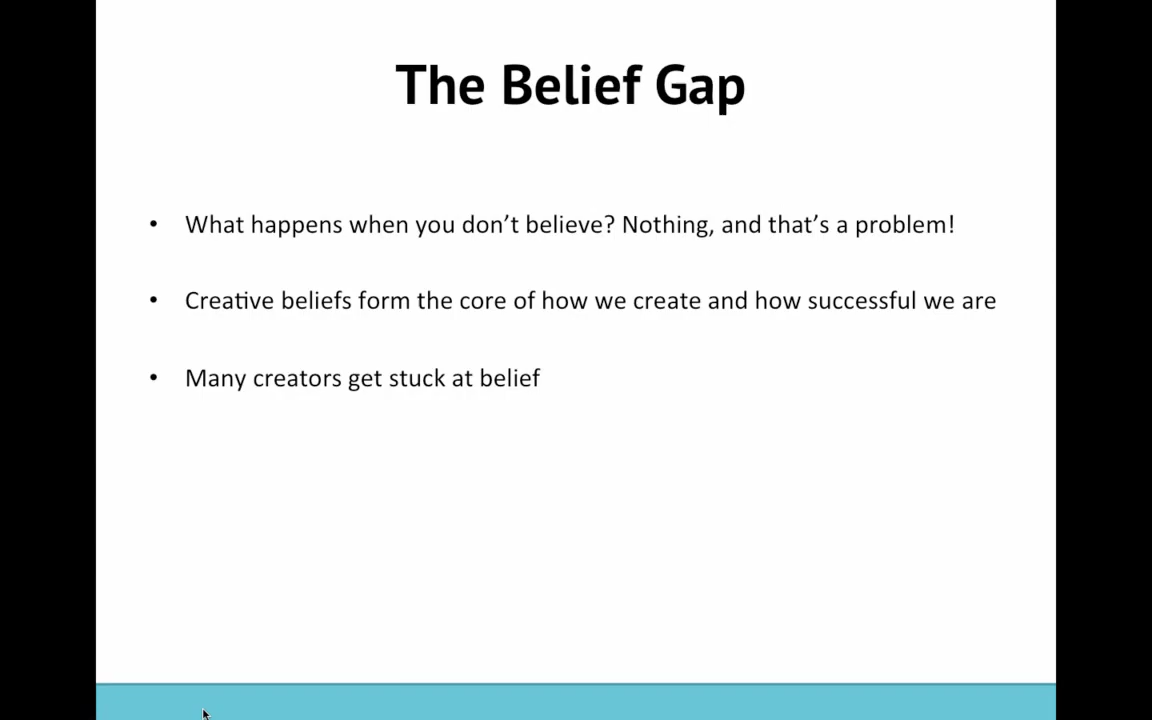 The Belief Gap
• What happens when you don’t believe? Nothing, and that’s a problem!
• Creative beliefs form the core of how we create and how successful we are
• Many creators get stuck at belief